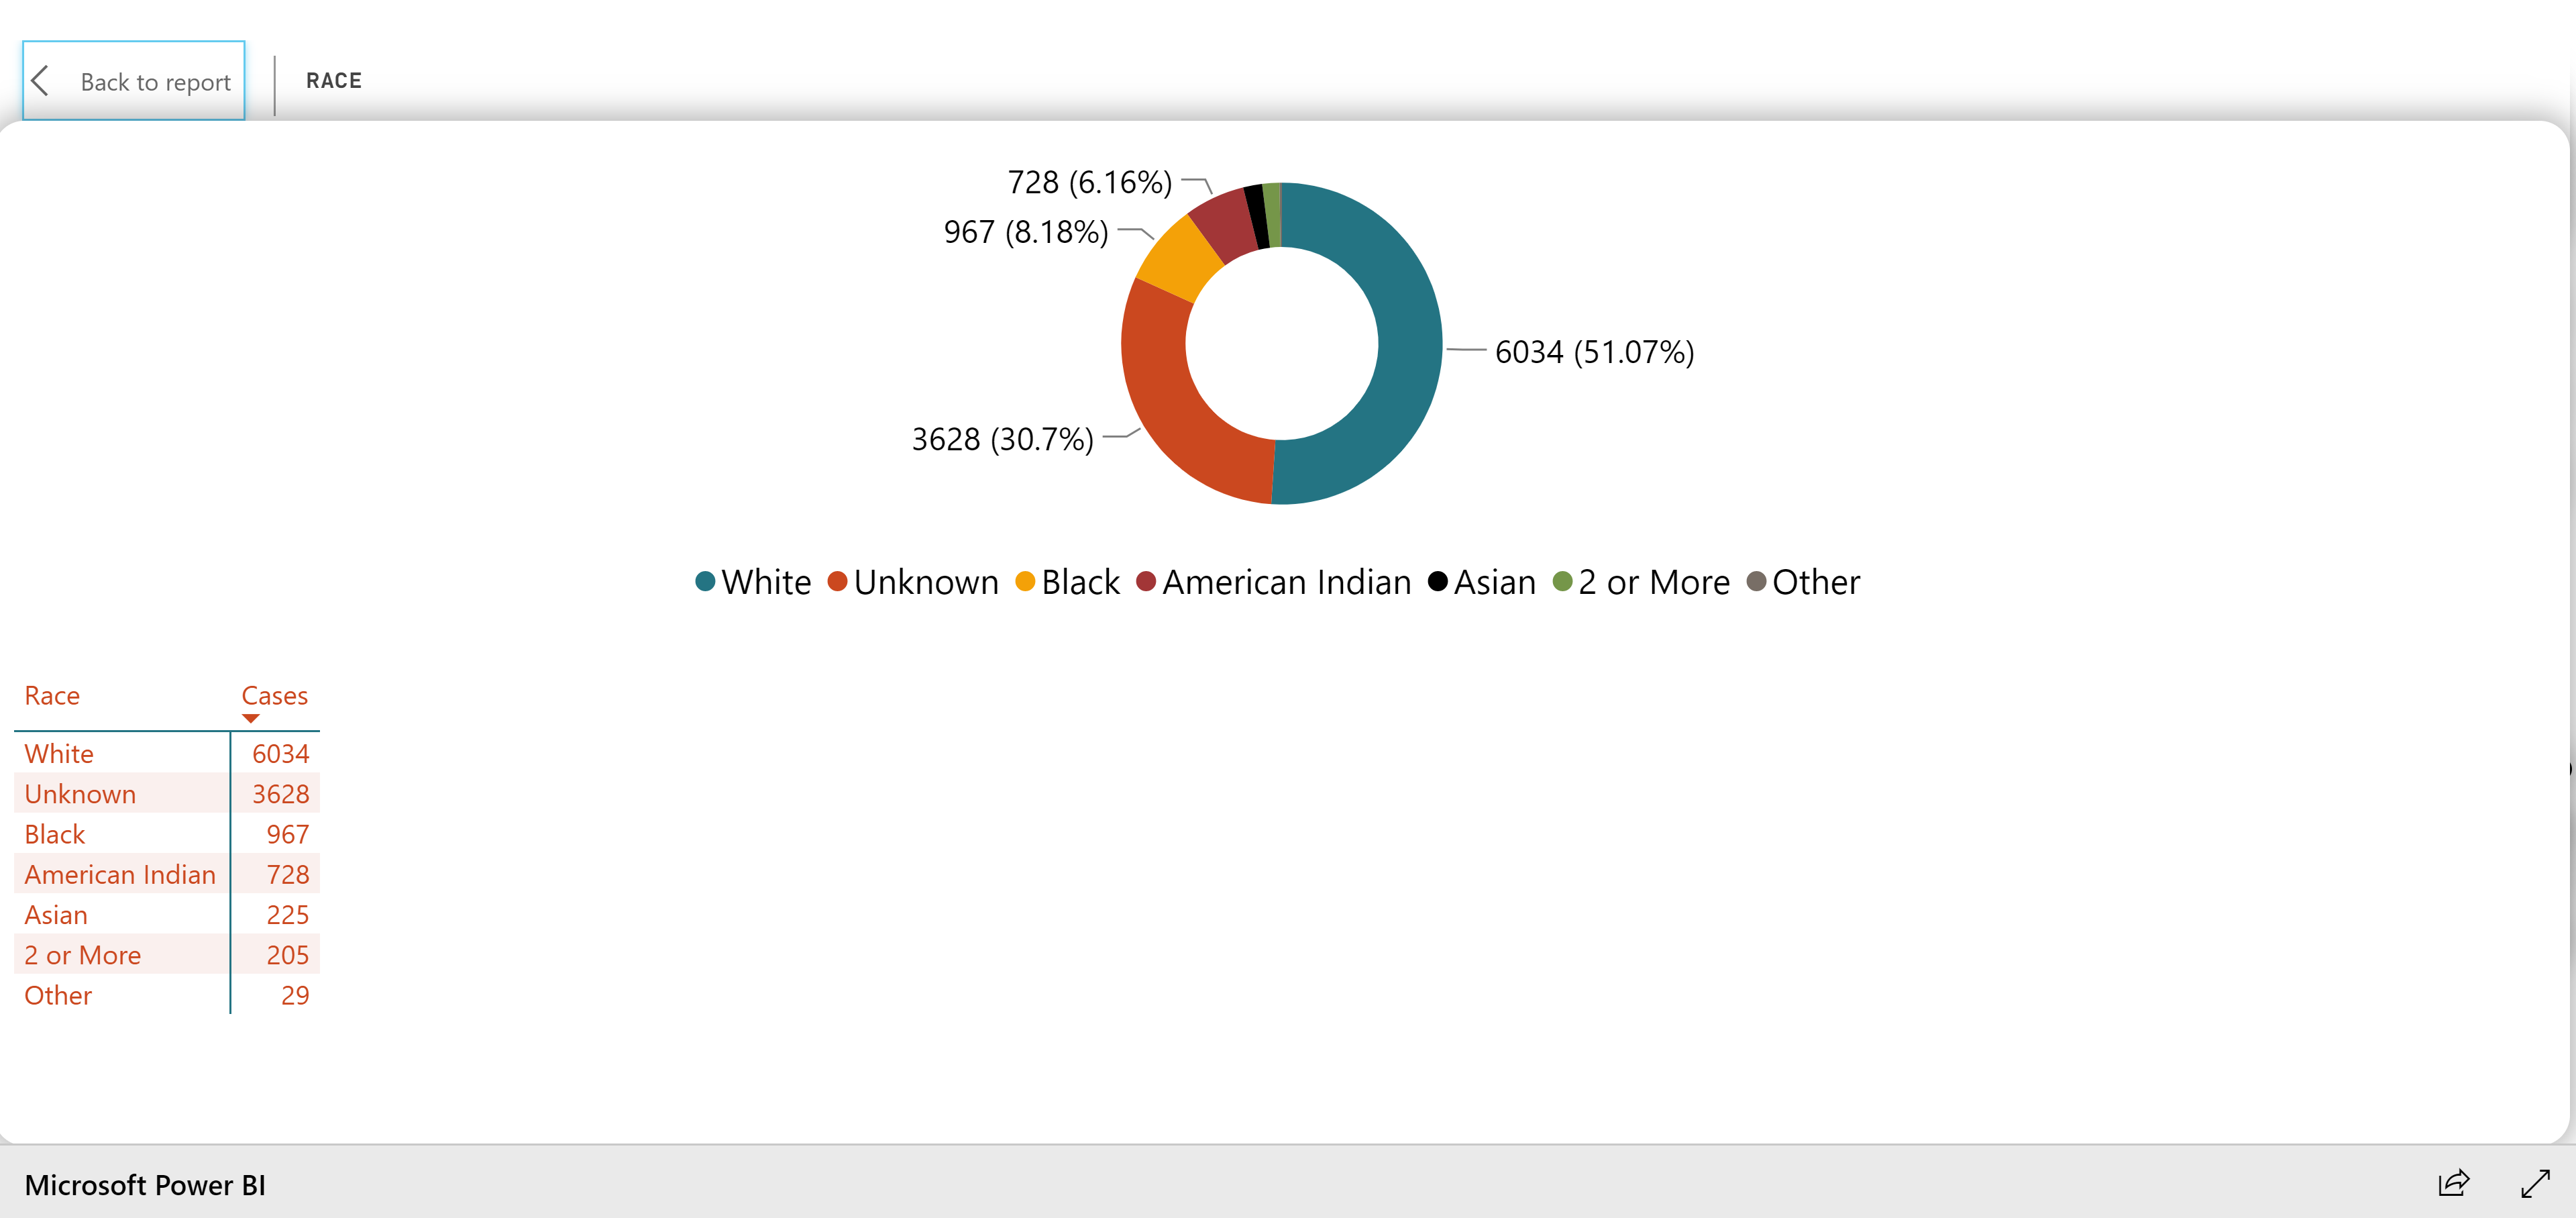 Back to report
RACE
728 (6.16%)
967 (8.18%)
6034 (51.07%)
3628 (30.7%)
White Unknown Black American Indian Asian 2 or More Other
Race Cases
White 6034
Unknown 3628
Black 967
American Indian 728
Asian 225
2 or More 205
Other 29
Microsoft Power BI